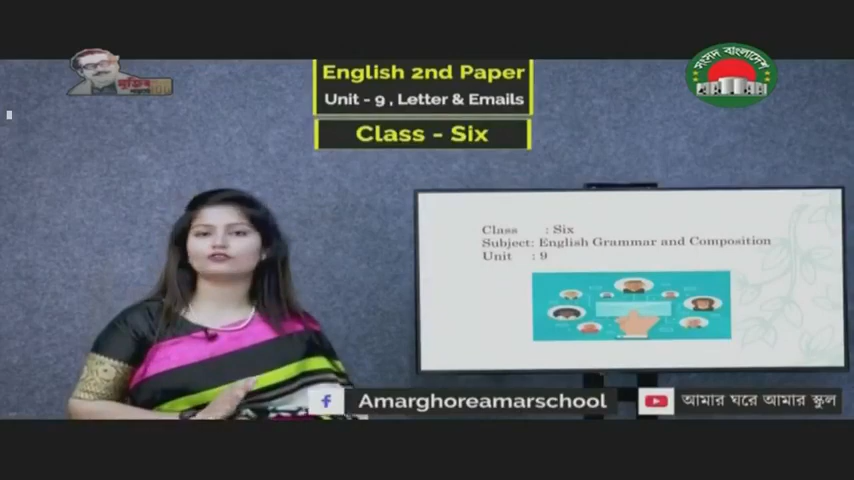 মুজিব
সংসদ বাংলাদেশ
English 2nd Paper
Unit - 9 , Letter & Emails
Class - Six
Class : Six
Subject: English Grammar and Composition
Unit : 9
Amarghoreamarschool
আমার ঘরে আমার স্কুল